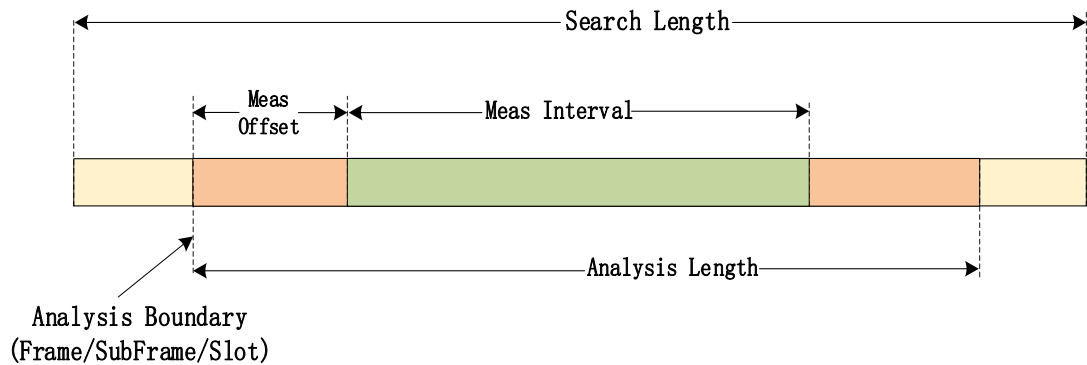 Search Length
Meas
Offset
Meas Interval
Analysis Length
Analysis Boundary
(Frame/SubFrame/Slot)